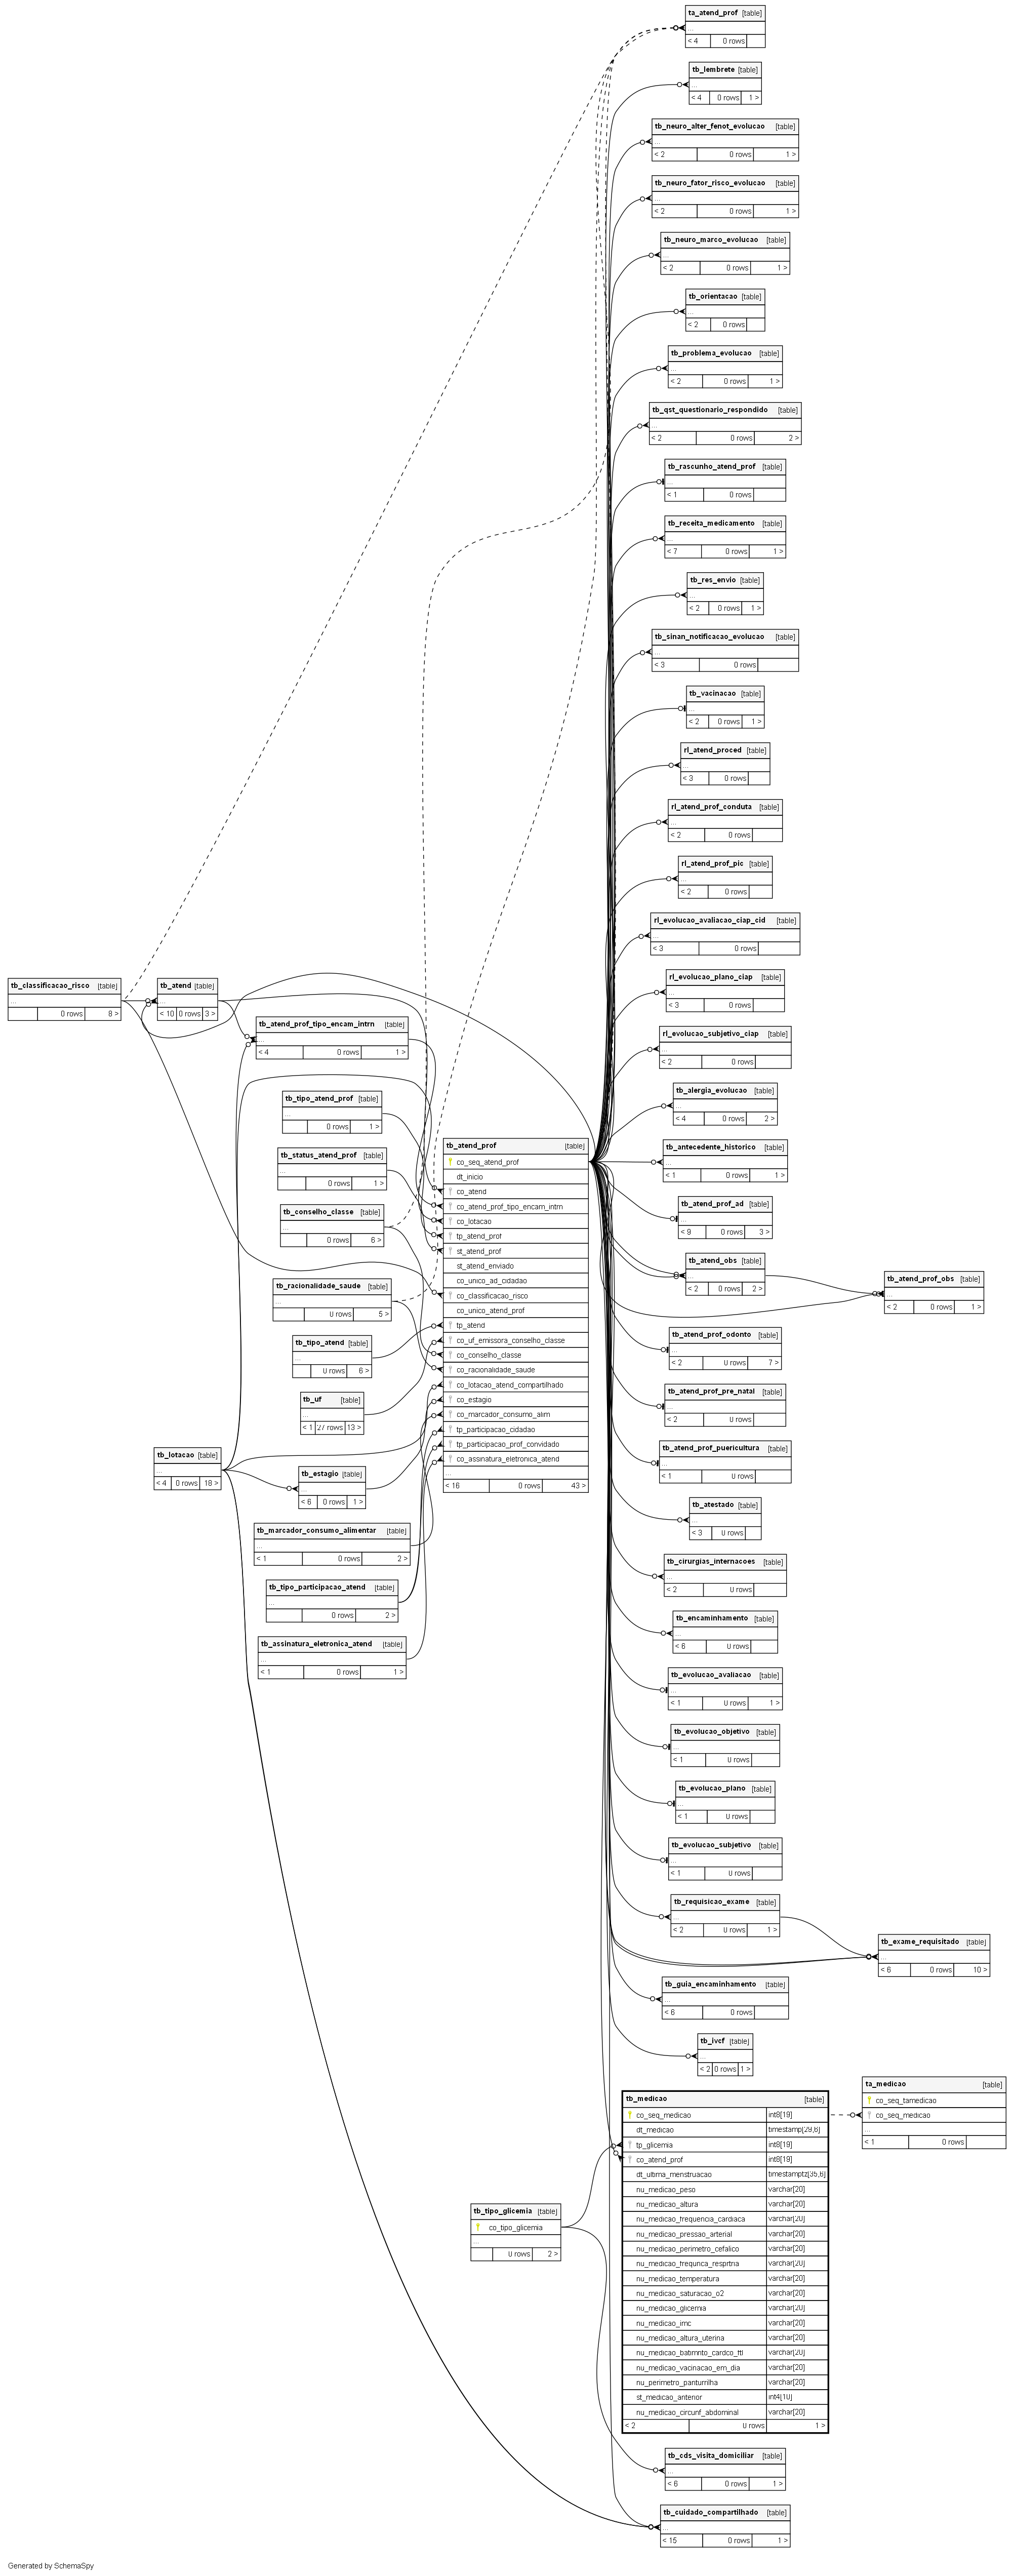 ta_atend_prof [table]
...
< 4 0 rows
tb_lembrete [table]
...
< 4 0 rows 1 >
tb_neuro_alter_fenot_evolucao [table]
...
< 2 0 rows 1 >
tb_neuro_fator_risco_evolucao [table]
...
< 2 0 rows 1 >
tb_neuro_marco_evolucao [table]
...
< 2 0 rows 1 >
tb_orientacao [table]
...
< 2 0 rows
tb_problema_evolucao [table]
...
< 2 0 rows 1 >
tb_qst_questionario_respondido [table]
...
< 2 0 rows 2 >
tb_rascunho_atend_prof [table]
...
< 1 0 rows
tb_receita_medicamento [table]
...
< 7 0 rows 1 >
tb_res_envio [table]
...
< 2 0 rows 1 >
tb_sinan_notificacao_evolucao [table]
...
< 3 0 rows
tb_vacinacao [table]
...
< 2 0 rows 1 >
rl_atend_proced [table]
...
< 3 0 rows
rl_atend_prof_conduta [table]
...
< 2 0 rows
rl_atend_prof_pic [table]
...
< 2 0 rows
rl_evolucao_avaliacao_ciap_cid [table]
...
< 3 0 rows
rl_evolucao_plano_ciap [table]
...
< 3 0 rows
rl_evolucao_subjetivo_ciap [table]
...
< 2 0 rows
tb_alergia_evolucao [table]
...
< 4 0 rows 2 >
tb_antecedente_historico [table]
...
< 1 0 rows 1 >
tb_atend_prof_ad [table]
...
< 9 0 rows 3 >
tb_atend_obs [table]
...
< 2 0 rows 2 >
tb_atend_prof_obs [table]
...
< 2 0 rows 1 >
tb_atend_prof_odonto [table]
...
< 2 0 rows 7 >
tb_atend_prof_pre_natal [table]
...
< 2 0 rows
tb_atend_prof_puericultura [table]
...
< 1 0 rows
tb_atestado [table]
...
< 3 0 rows
tb_cirurgias_internacoes [table]
...
< 2 0 rows
tb_encaminhamento [table]
...
< 6 0 rows
tb_evolucao_avaliacao [table]
...
< 1 0 rows 1 >
tb_evolucao_objetivo [table]
...
< 1 0 rows
tb_evolucao_plano [table]
...
< 1 0 rows
tb_evolucao_subjetivo [table]
...
< 1 0 rows
tb_requisicao_exame [table]
...
< 2 0 rows 1 >
tb_exame_requisitado [table]
...
< 6 0 rows 10 >
tb_guia_encaminhamento [table]
...
< 6 0 rows
tb_ivcf [table]
...
< 2 0 rows 1 >
tb_classificacao_risco [table]
...
0 rows 8 >
tb_atend [table]
...
< 10 0 rows 3 >
tb_atend_prof_tipo_encam_intrn [table]
...
< 4 0 rows 1 >
tb_tipo_atend_prof [table]
...
0 rows 1 >
tb_status_atend_prof [table]
...
0 rows 1 >
tb_conselho_classe [table]
...
0 rows 6 >
tb_racionalidade_saude [table]
...
0 rows 5 >
tb_tipo_atend [table]
...
0 rows 6 >
tb_uf [table]
...
< 1 27 rows 13 >
tb_lotacao [table]
...
< 4 0 rows 18 >
tb_estagio [table]
...
< 6 0 rows 1 >
tb_marcador_consumo_alimentar [table]
...
< 1 0 rows 2 >
tb_tipo_participacao_atend [table]
...
0 rows 2 >
tb_assinatura_eletronica_atend [table]
...
< 1 0 rows 1 >
tb_atend_prof [table]
co_seq_atend_prof
dt_inicio
co_atend
co_atend_prof_tipo_encam_intrn
co_lotacao
tp_atend_prof
st_atend_prof
st_atend_enviado
co_unico_ad_cidadao
co_classificacao_risco
co_unico_atend_prof
tp_atend
co_uf_emissora_conselho_classe
co_conselho_classe
co_racionalidade_saude
co_lotacao_atend_compartilhado
co_estagio
co_marcador_consumo_alim
tp_participacao_cidadao
tp_participacao_prof_convidado
co_assinatura_eletronica_atend
...
< 16 0 rows 43 >
tb_medicao [table]
co_seq_medicao int8[19]
dt_medicao timestamp[29,6]
tp_glicemia int8[19]
co_atend_prof int8[19]
dt_ultima_menstruacao timestamptz[35,6]
nu_medicao_peso varchar[20]
nu_medicao_altura varchar[20]
nu_medicao_frequencia_cardiaca varchar[20]
nu_medicao_pressao_arterial varchar[20]
nu_medicao_perimetro_cefalico varchar[20]
nu_medicao_frequnca_resprtria varchar[20]
nu_medicao_temperatura varchar[20]
nu_medicao_saturacao_o2 varchar[20]
nu_medicao_glicemia varchar[20]
nu_medicao_imc varchar[20]
nu_medicao_altura_uterina varchar[20]
nu_medicao_batimnto_cardco_ftl varchar[20]
nu_medicao_vacinacao_em_dia varchar[20]
nu_perimetro_panturrilha varchar[20]
st_medicao_anterior int4[10]
nu_medicao_circunf_abdominal varchar[20]
< 2 0 rows 1 >
ta_medicao [table]
co_seq_tamedicao
co_seq_medicao
...
< 1 0 rows
tb_tipo_glicemia [table]
co_tipo_glicemia
...
0 rows 2 >
tb_cds_visita_domiciliar [table]
...
< 6 0 rows 1 >
tb_cuidado_compartilhado [table]
...
< 15 0 rows 1 >
Generated by SchemaSpy